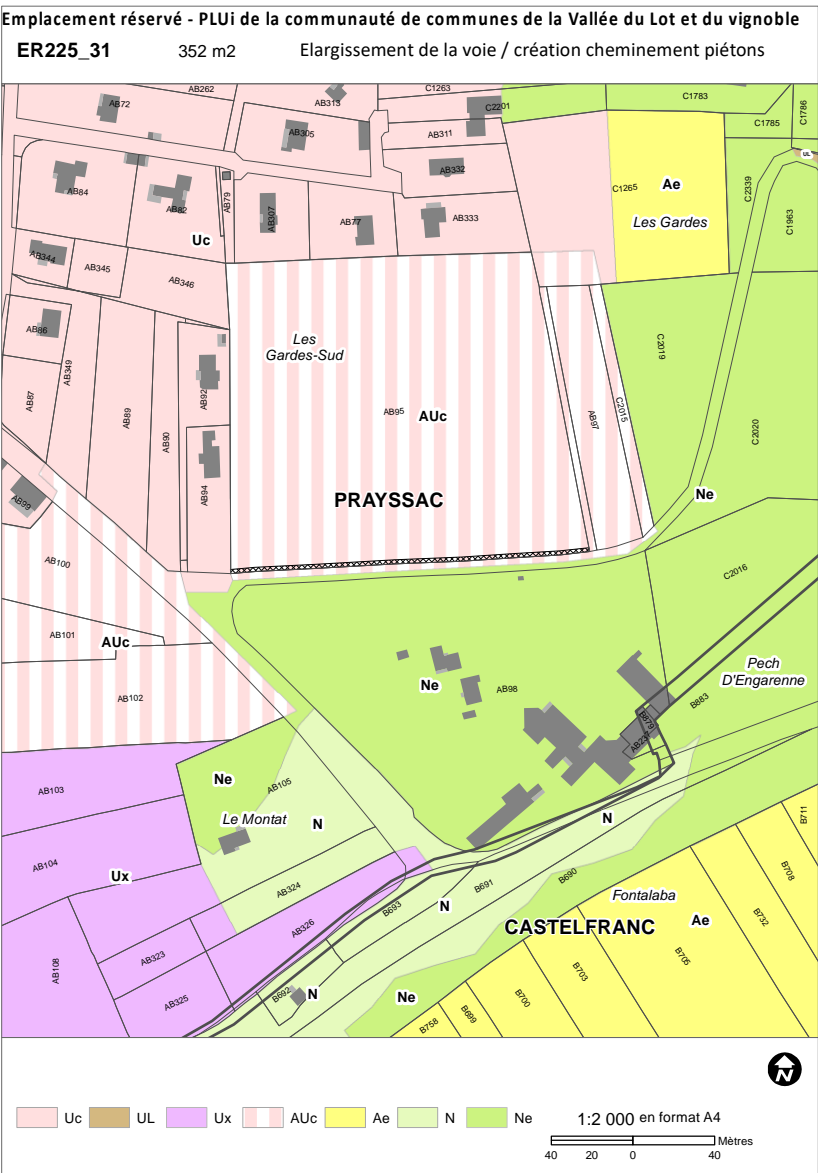 Emplacement réservé - PLUi de la communauté de communes de la Vallée du Lot et du vignoble
ER225_31 352 m2 Elargissement de la voie / création cheminement piétons
AB262
C1263
C1783
C1786
AB72
AB313
C2201
C1785
AB305
AB311
UL
AB332
AB84
AB82
AB79
AB307
AB77
AB333
C1265
Ae
Les Gardes
C2339
C1963
Uc
AB344
AB345
AB346
AB86
AB349
AB87
AB89
AB90
AB92
AB94
Les
Gardes-Sud
AB95
AUc
AB97
C2015
C2019
C2020
PRAYSSAC
Ne
AB99
AB100
AB101
AUc
AB102
C2016
Pech
D'Engarenne
Ne
AB98
B879
AB237
B883
AB103
Ne
AB105
Le Montat
N
N
B711
AB104
Ux
AB324
B691
B690
B708
Fontalaba
B693
N
CASTELFRANC
Ae
B732
AB326
AB323
AB108
AB325
B692
N
Ne
B705
B703
B700
B699
B758
N
Uc UL Ux AUc Ae N Ne
1:2 000 en format A4
Mètres
40 20 0 40